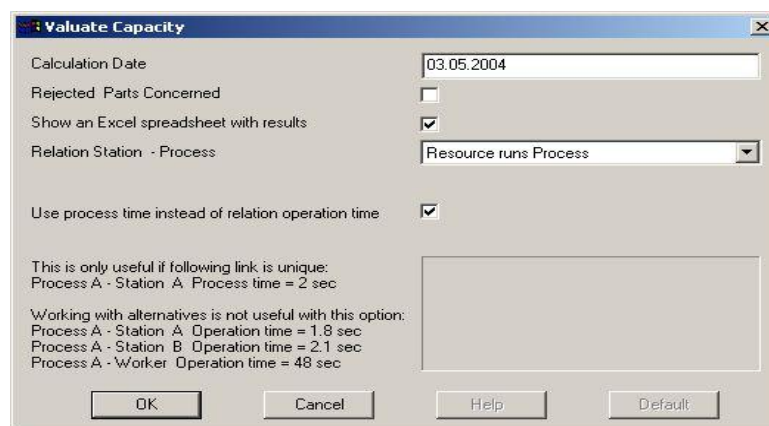 Valuate Capacity
Calculation Date 03.05.2004
Rejected Parts Concerned
Show an Excel spreadsheet with results
Relation Station - Process Resource runs Process
Use process time instead of relation operation time
This is only useful if following link is unique:
Process A - Station A Process time = 2 sec
Working with alternatives is not useful with this option:
Process A - Station A Operation time = 1.8 sec
Process A - Station B Operation time = 2.1 sec
Process A - Worker Operation time = 48 sec
OK Cancel Help Default